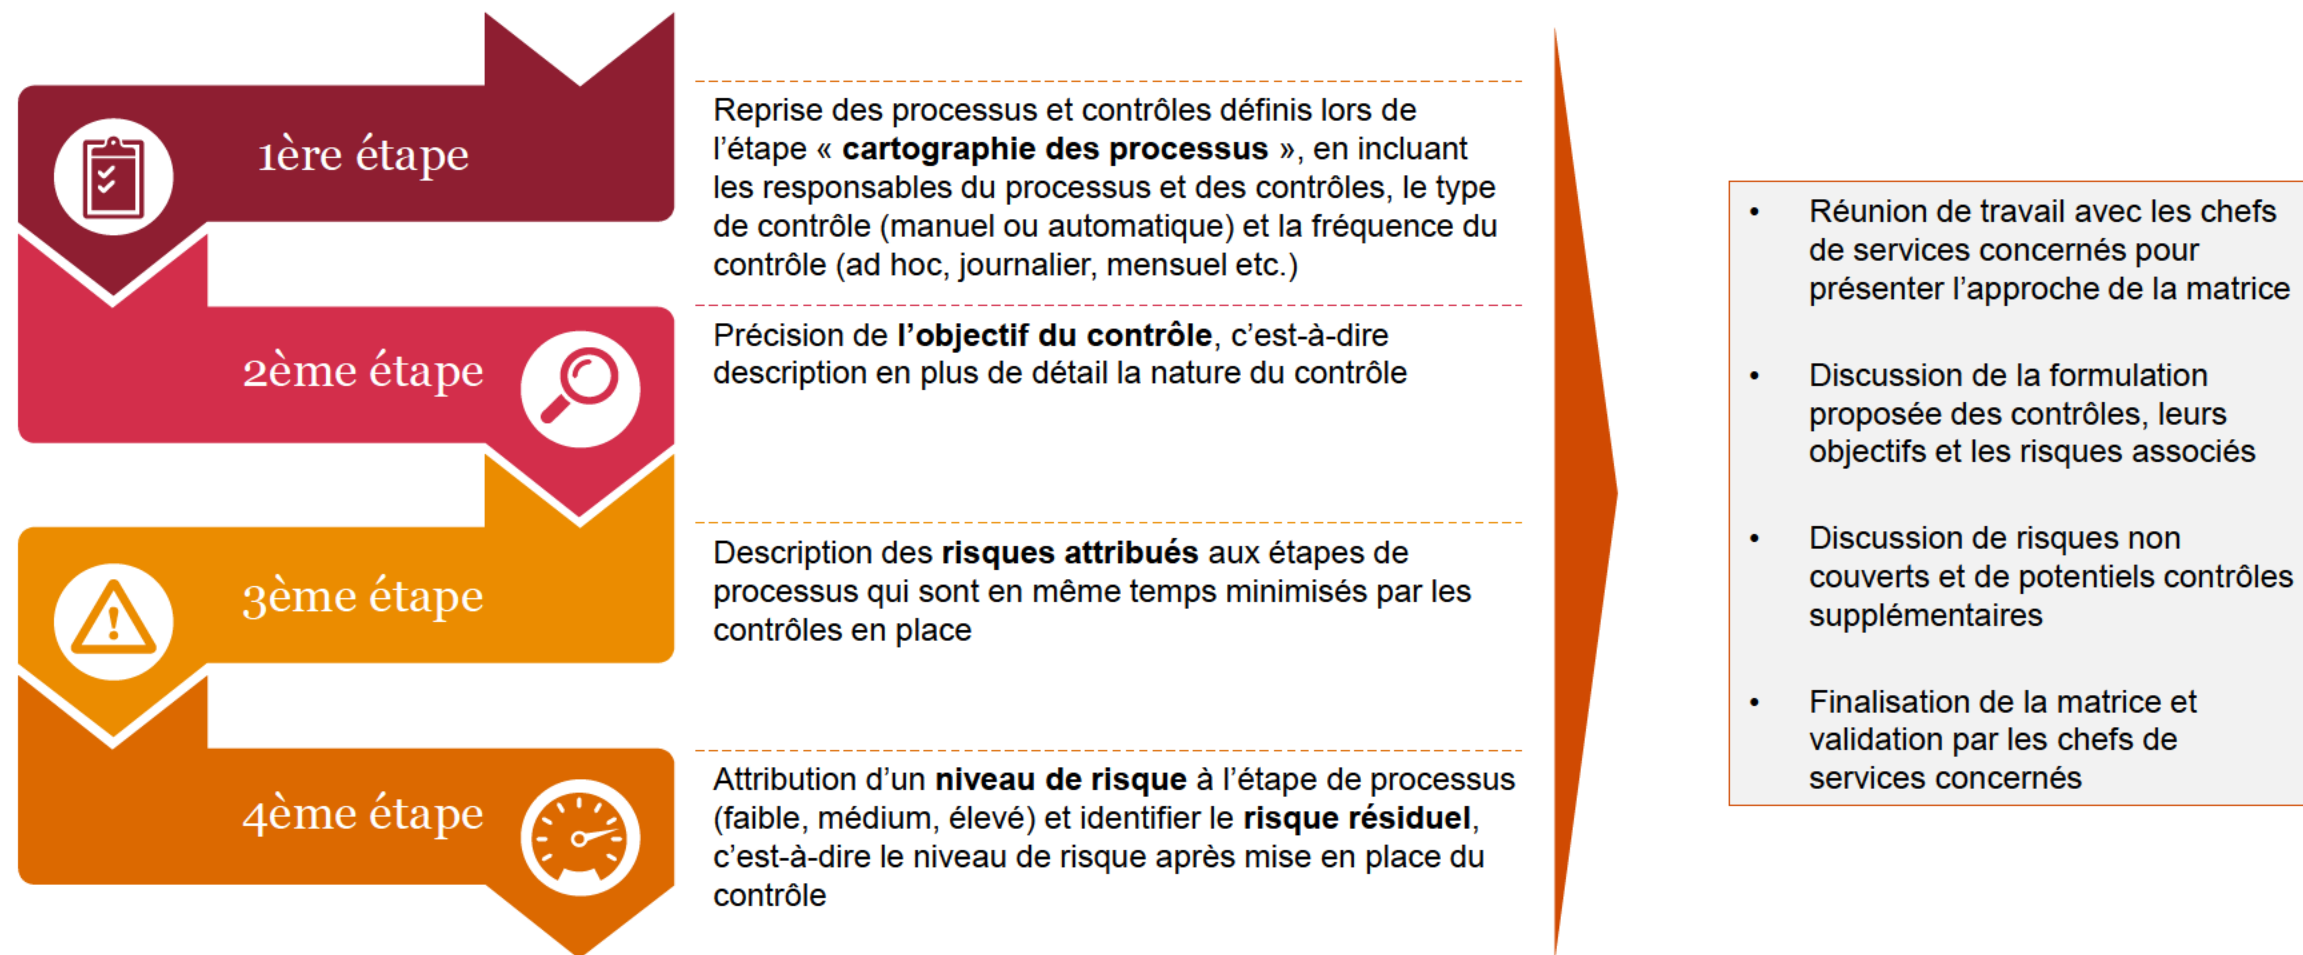 1ère étape
Reprise des processus et contrôles définis lors de
l’étape « cartographie des processus », en incluant
les responsables du processus et des contrôles, le type
de contrôle (manuel ou automatique) et la fréquence du
contrôle (ad hoc, journalier, mensuel etc.)
2ème étape
Précision de l’objectif du contrôle, c’est-à-dire
description en plus de détail la nature du contrôle
3ème étape
Description des risques attribués aux étapes de
processus qui sont en même temps minimisés par les
contrôles en place
4ème étape
Attribution d’un niveau de risque à l’étape de processus
(faible, médium, élevé) et identifier le risque résiduel,
c’est-à-dire le niveau de risque après mise en place du
contrôle
• Réunion de travail avec les chefs
de services concernés pour
présenter l’approche de la matrice
• Discussion de la formulation
proposée des contrôles, leurs
objectifs et les risques associés
• Discussion de risques non
couverts et de potentiels contrôles
supplémentaires
• Finalisation de la matrice et
validation par les chefs de
services concernés